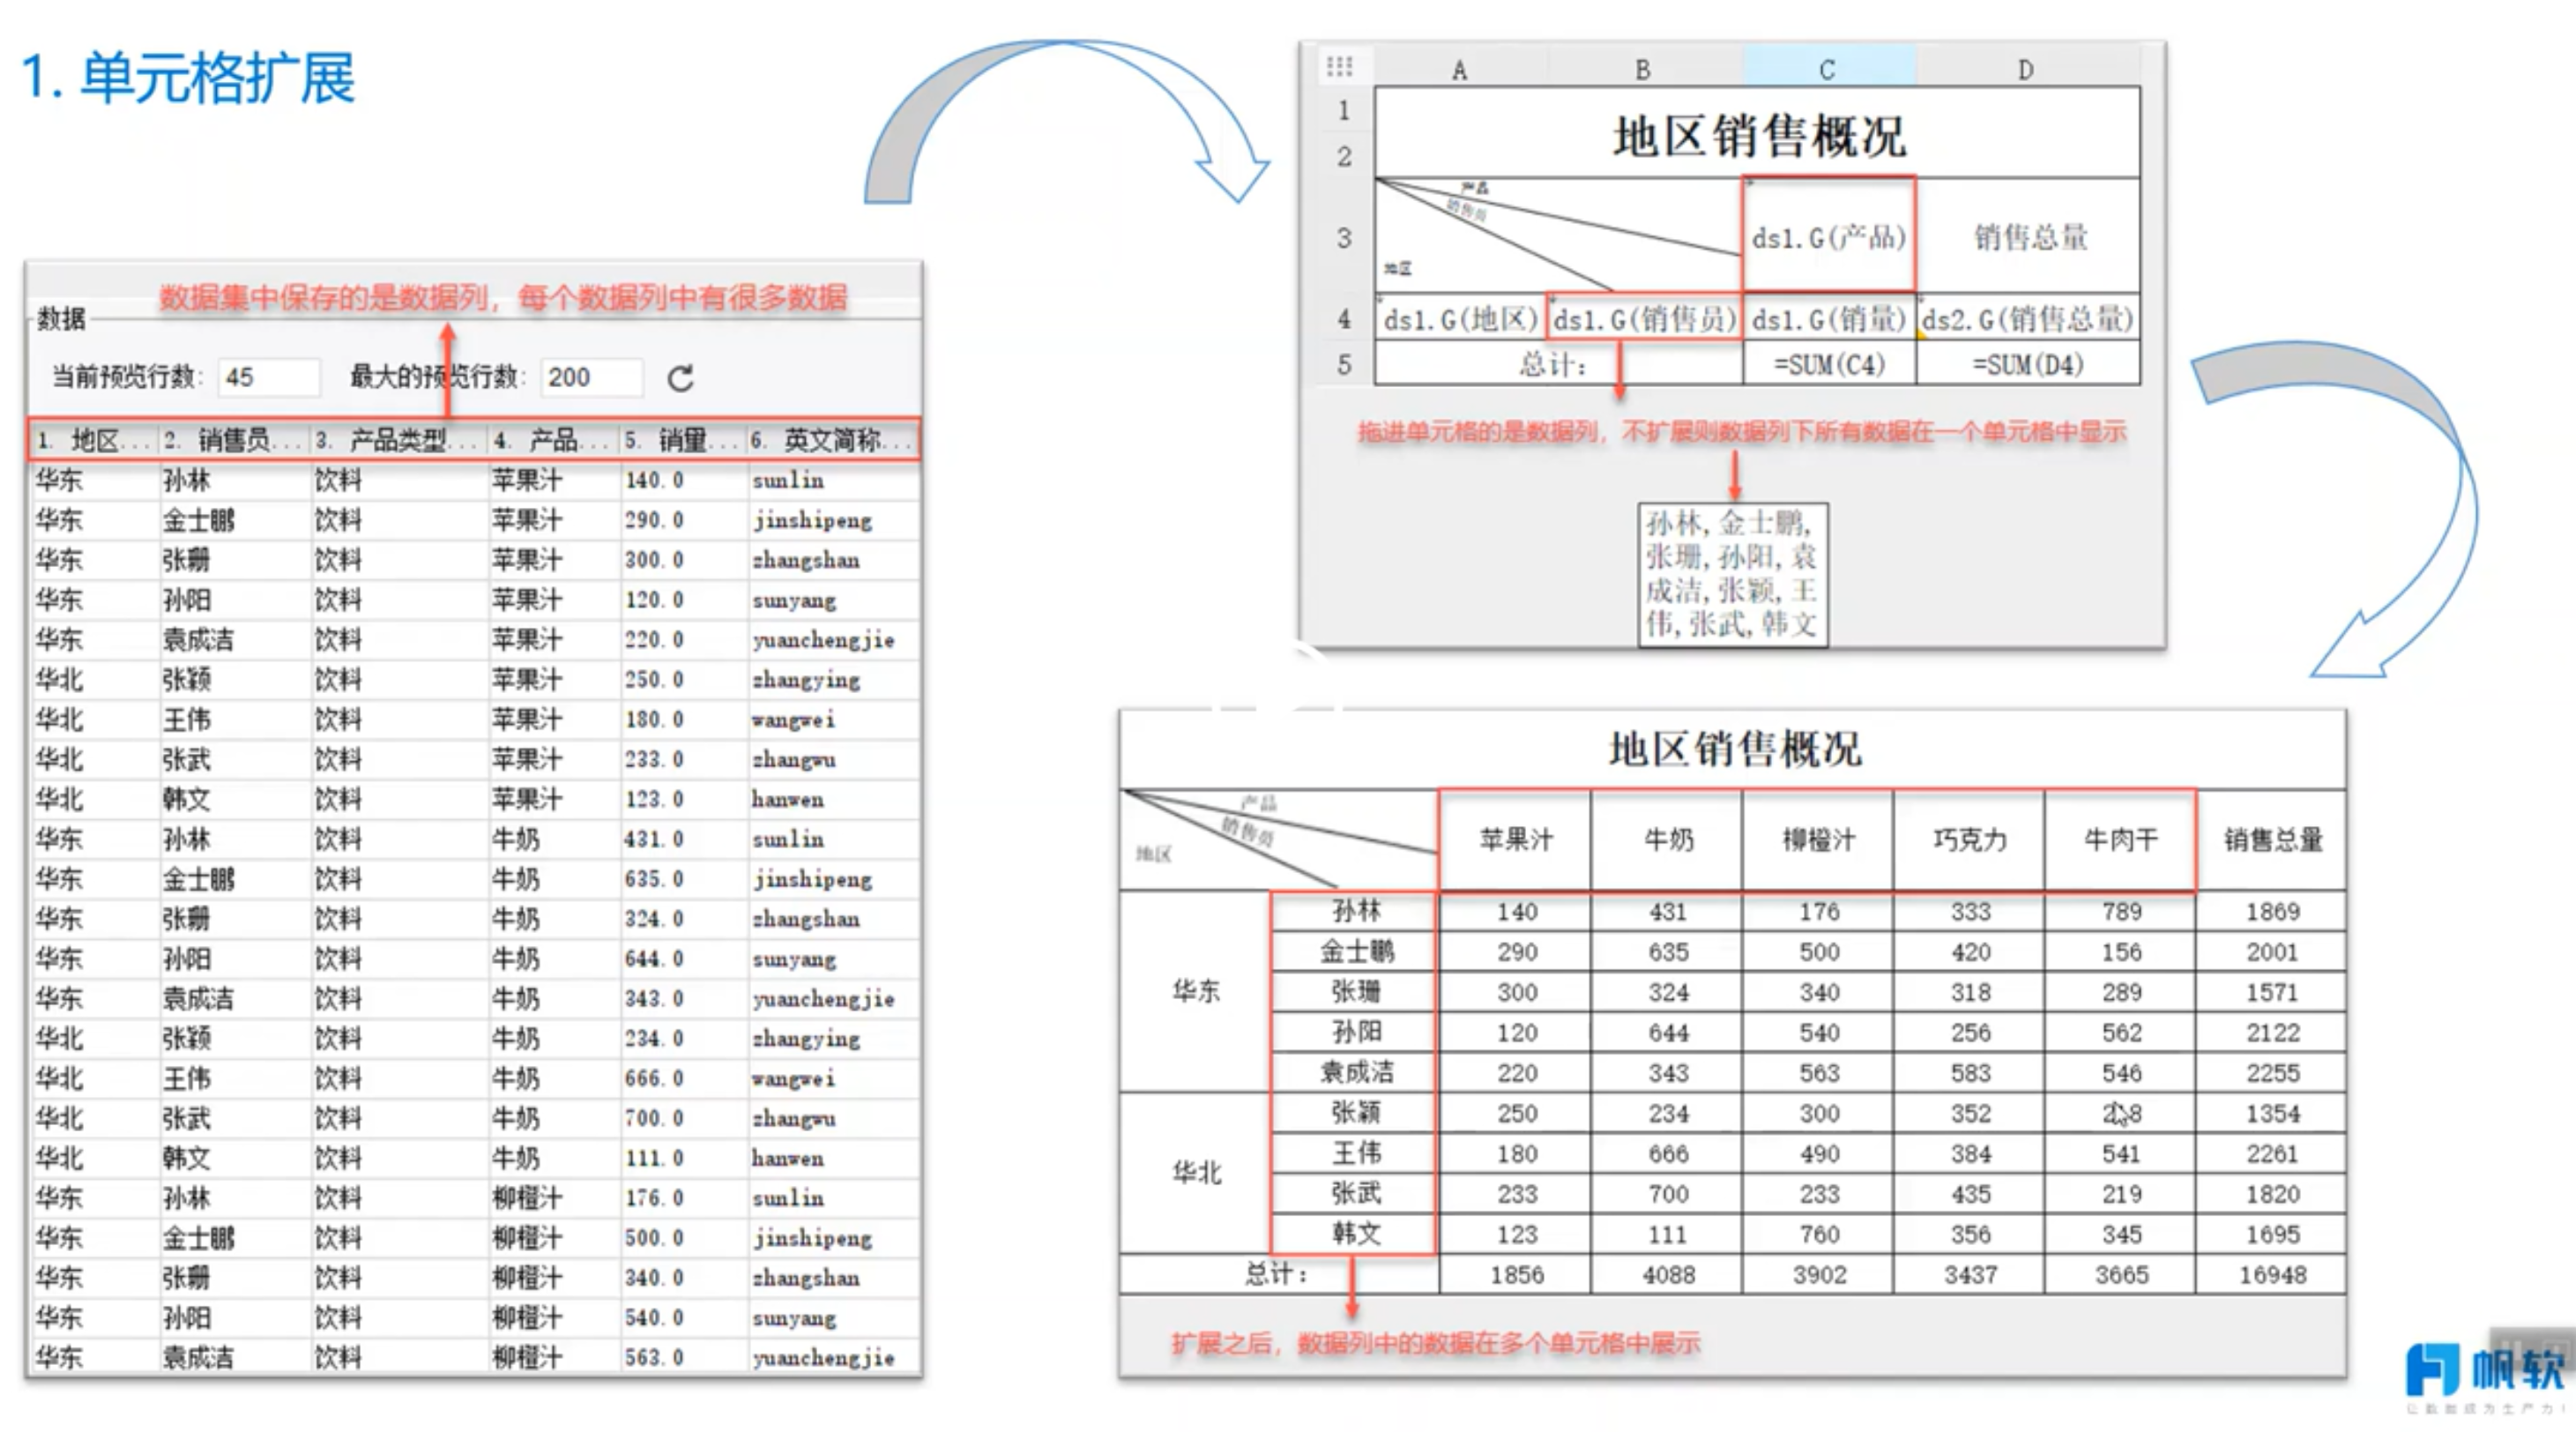 1. 单元格扩展
数据集中保存的是数据列，每个数据列中有很多数据
数据
当前预览行数: 45 最大的预览行数: 200
1. 地区... 2. 销售员... 3. 产品类型... 4. 产品... 5. 销量... 6. 英文简称...
华东 孙林 饮料 苹果汁 140.0 sunlin
华东 金士鹏 饮料 苹果汁 290.0 jinshipeng
华东 张珊 饮料 苹果汁 300.0 zhangshan
华东 孙阳 饮料 苹果汁 120.0 sunyang
华东 袁成洁 饮料 苹果汁 220.0 yuanchengjie
华北 张颖 饮料 苹果汁 250.0 zhangying
华北 王伟 饮料 苹果汁 180.0 wangwei
华北 张武 饮料 苹果汁 233.0 zhangwu
华北 韩文 饮料 苹果汁 123.0 hanwen
华东 孙林 饮料 牛奶 431.0 sunlin
华东 金士鹏 饮料 牛奶 635.0 jinshipeng
华东 张珊 饮料 牛奶 324.0 zhangshan
华东 孙阳 饮料 牛奶 644.0 sunyang
华东 袁成洁 饮料 牛奶 343.0 yuanchengjie
华北 张颖 饮料 牛奶 234.0 zhangying
华北 王伟 饮料 牛奶 666.0 wangwei
华北 张武 饮料 牛奶 700.0 zhangwu
华北 韩文 饮料 牛奶 111.0 hanwen
华东 孙林 饮料 柳橙汁 176.0 sunlin
华东 金士鹏 饮料 柳橙汁 500.0 jinshipeng
华东 张珊 饮料 柳橙汁 340.0 zhangshan
华东 孙阳 饮料 柳橙汁 540.0 sunyang
华东 袁成洁 饮料 柳橙汁 563.0 yuanchengjie
A B C D
1
地区销售概况
2
产品
销售员
3 ds1.G(产品) 销售总量
地区
4 ds1.G(地区) ds1.G(销售员) ds1.G(销量) ds2.G(销售总量)
5 总计: =SUM(C4) =SUM(D4)
拖进单元格的是数据列，不扩展则数据列下所有数据在一个单元格中显示
孙林,金士鹏,
张珊,孙阳,袁
成洁,张颖,王
伟,张武,韩文
地区销售概况
产品
销售员
地区 苹果汁 牛奶 柳橙汁 巧克力 牛肉干 销售总量
孙林 140 431 176 333 789 1869
金士鹏 290 635 500 420 156 2001
华东 张珊 300 324 340 318 289 1571
孙阳 120 644 540 256 562 2122
袁成洁 220 343 563 583 546 2255
张颖 250 234 300 352 1354
王伟 180 666 490 384 541 2261
华北
张武 233 700 233 435 219 1820
韩文 123 111 760 356 345 1695
总计: 1856 4088 3902 3437 3665 16948
扩展之后，数据列中的数据在多个单元格中展示
帆软